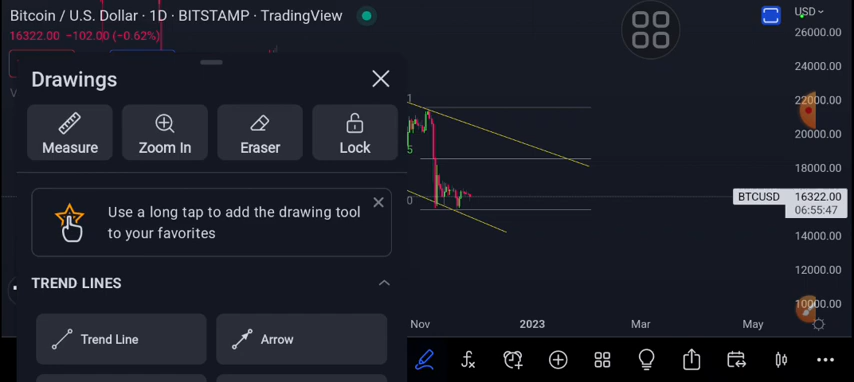 Bitcoin / U.S. Dollar · 1D · BITSTAMP · TradingView
16322.00 −102.00 (−0.62%)
USD
26000.00
24000.00
22000.00
20000.00
18000.00
BTCUSD 16322.00
06:55:47
14000.00
12000.00
10000.00
Drawings
Measure
Zoom In
Eraser
Lock
Use a long tap to add the drawing tool
to your favorites
TREND LINES
Trend Line
Arrow
1
5
0
Nov 2023 Mar May